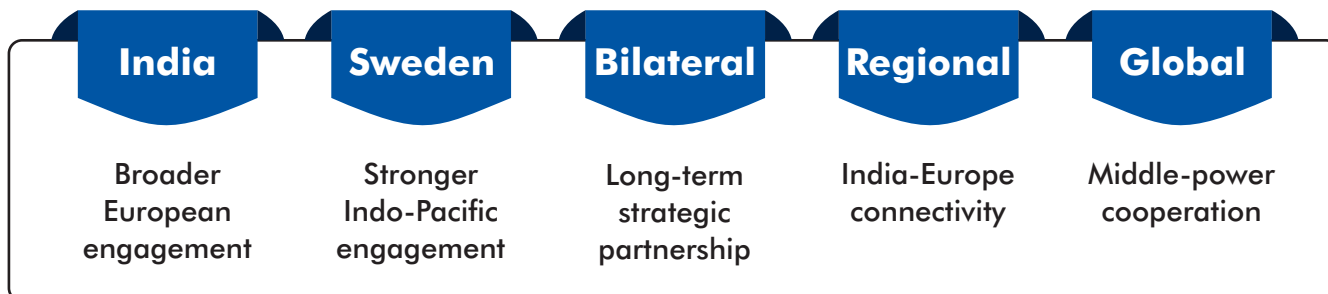 India
Broader
European
engagement
Sweden
Stronger
Indo-Pacific
engagement
Bilateral
Long-term
strategic
partnership
Regional
India-Europe
connectivity
Global
Middle-power
cooperation